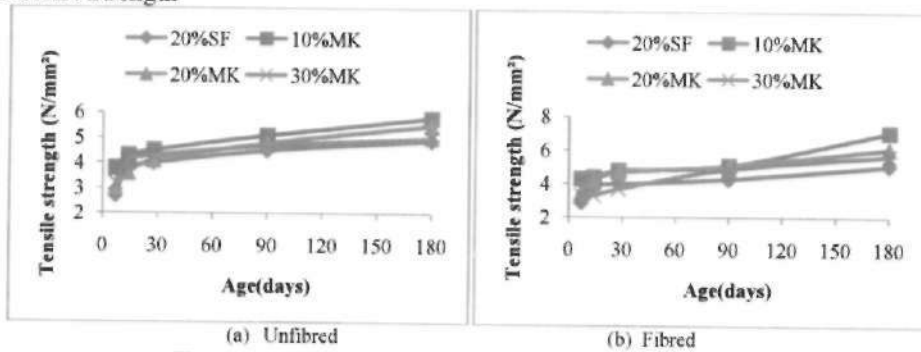 20%SF 10%MK
20%MK 30%MK
Tensile strength (N/mm²)
6
5
4
3
2
0 30 60 90 120 150 180
Age(days)
(a) Unfibred
20%SF 10%MK
20%MK 30%MK
Tensile strength (N/mm²)
8
6
4
2
0 30 60 90 120 150 180
Age(days)
(b) Fibred